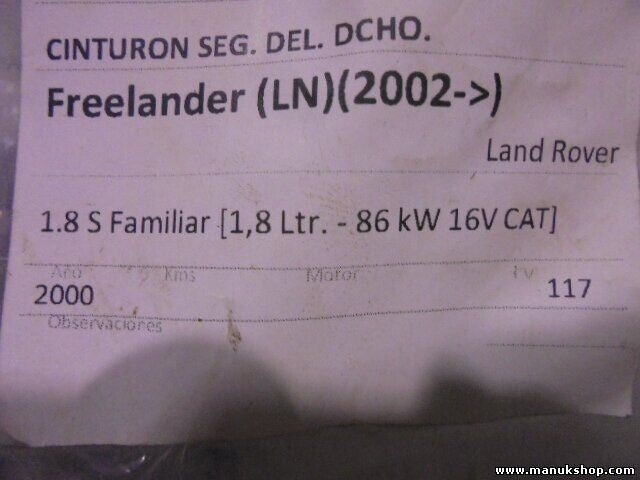 CINTURON SEG. DEL. DCHO.
Freelander (LN)(2002->)
Land Rover
1.8 S Familiar [1,8 Ltr. - 86 kW 16V CAT]
Año Kms Motor CV
2000 117
Observaciones
www.manukshop.com